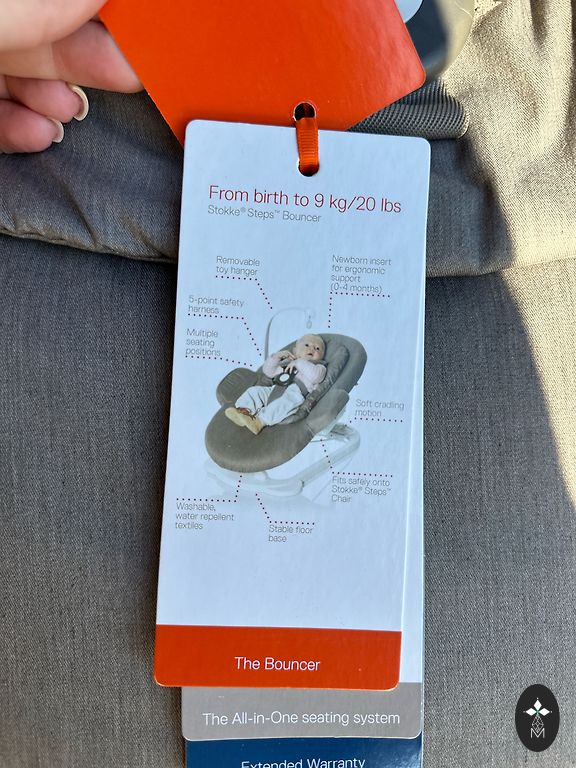 From birth to 9 kg/20 lbs
Stokke® Steps™ Bouncer
Removable
toy hanger
Newborn insert
for ergonomic
support
(0-4 months)
5-point safety
harness
Multiple
seating
positions
Soft cradling
motion
Fits safely onto
Stokke® Steps™
Chair
Washable,
water repellent
textiles
Stable floor
base
The Bouncer
The All-in-One seating system
Extended Warranty
M